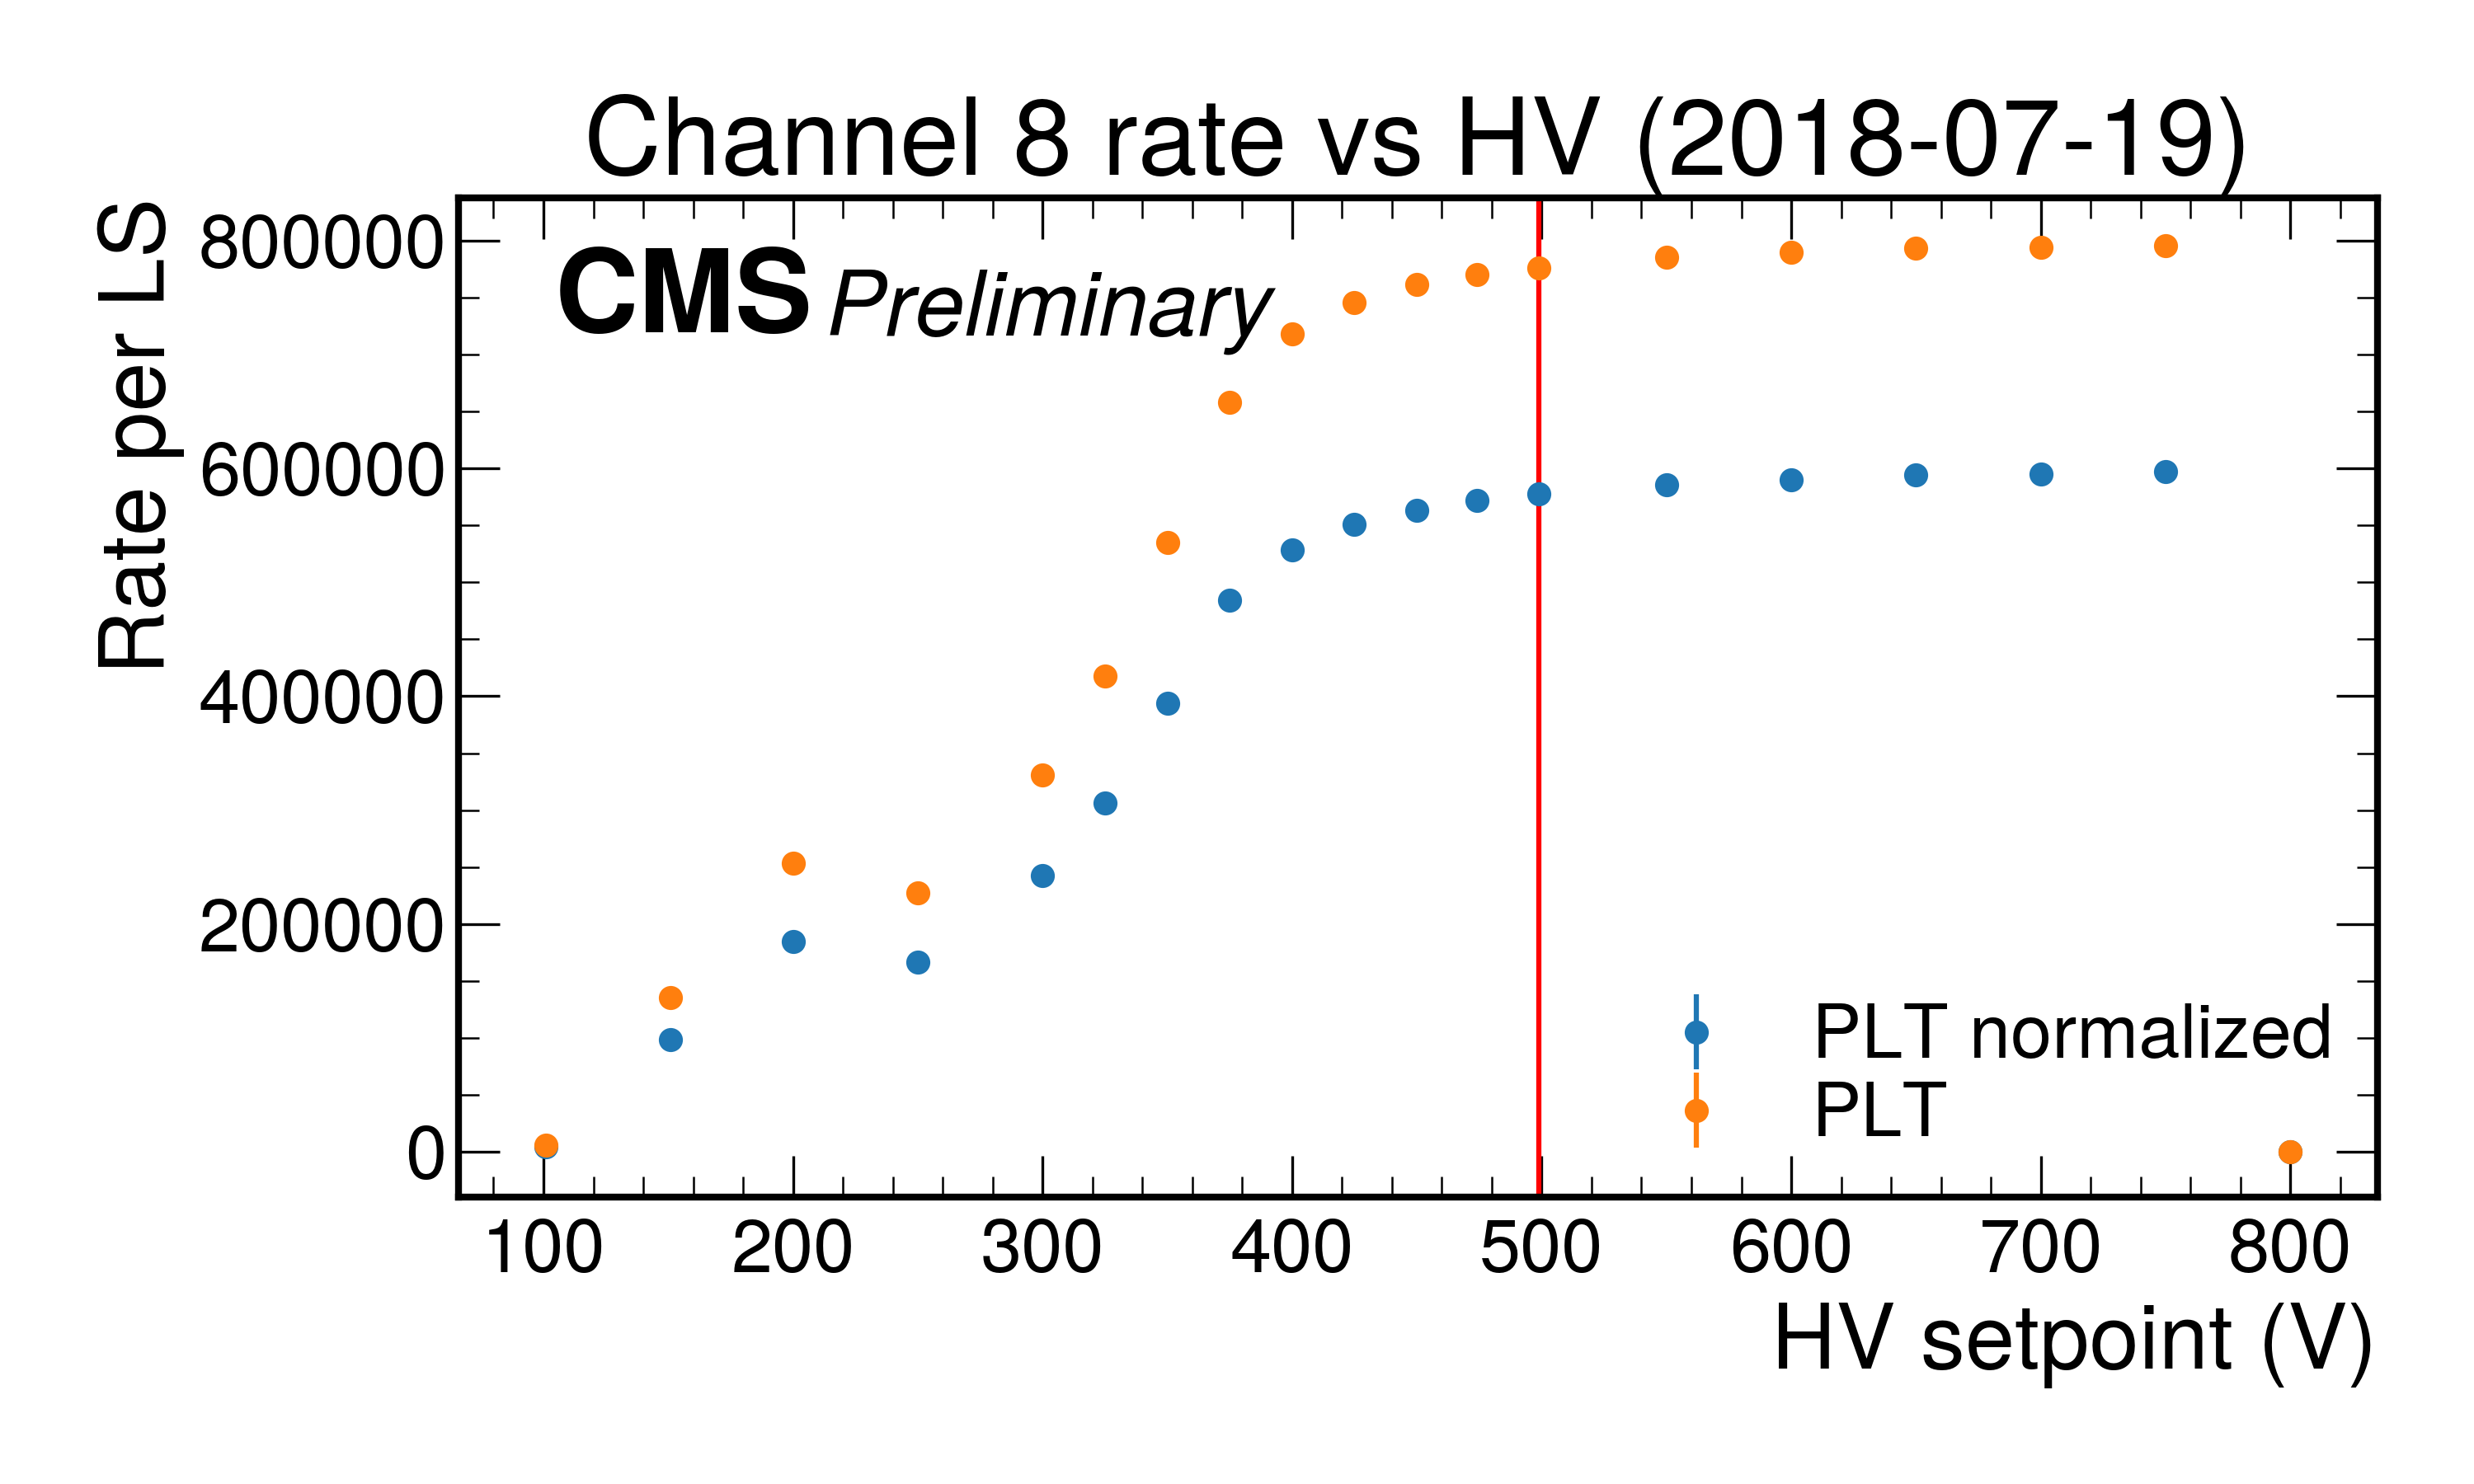 Channel 8 rate vs HV (2018-07-19)
Rate per LS
CMS Preliminary
800000
600000
400000
200000
0
PLT normalized
PLT
100 200 300 400 500 600 700 800
HV setpoint (V)